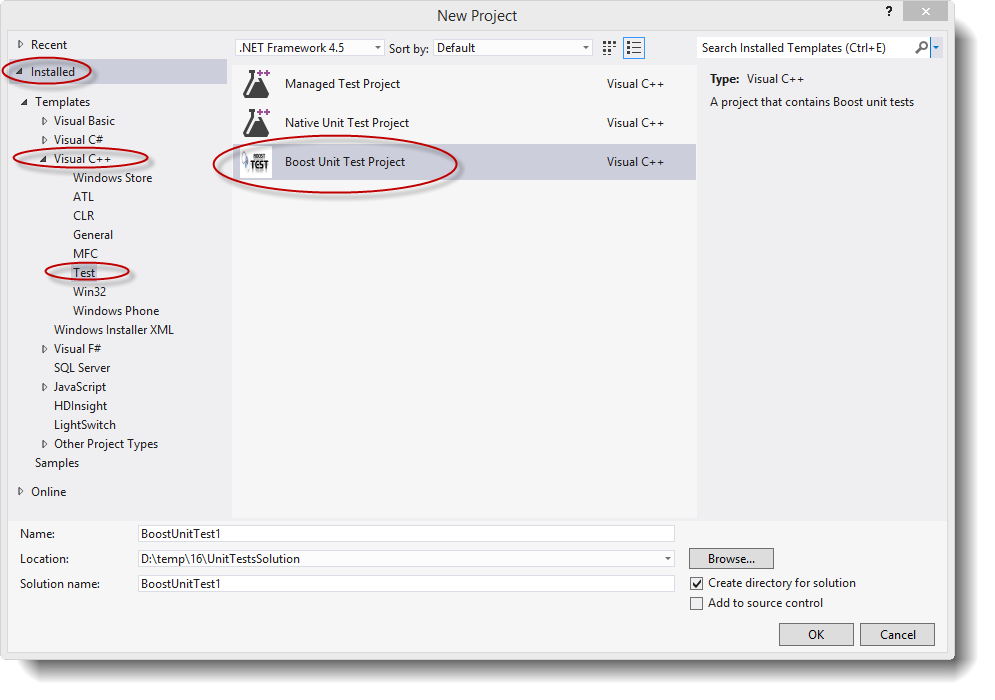 New Project
?
Recent
Installed
Templates
Visual Basic
Visual C#
Visual C++
Windows Store
ATL
CLR
General
MFC
Test
Win32
Windows Phone
Windows Installer XML
Visual F#
SQL Server
JavaScript
HDInsight
LightSwitch
Other Project Types
Samples
Online
.NET Framework 4.5 Sort by: Default
Managed Test Project Visual C++
Native Unit Test Project Visual C++
BOOST
TEST
Boost Unit Test Project Visual C++
Search Installed Templates (Ctrl+E)
Type: Visual C++
A project that contains Boost unit tests
Name: BoostUnitTest1
Location: D:\temp\16\UnitTestsSolution
Solution name: BoostUnitTest1
Browse...
Create directory for solution
Add to source control
OK Cancel